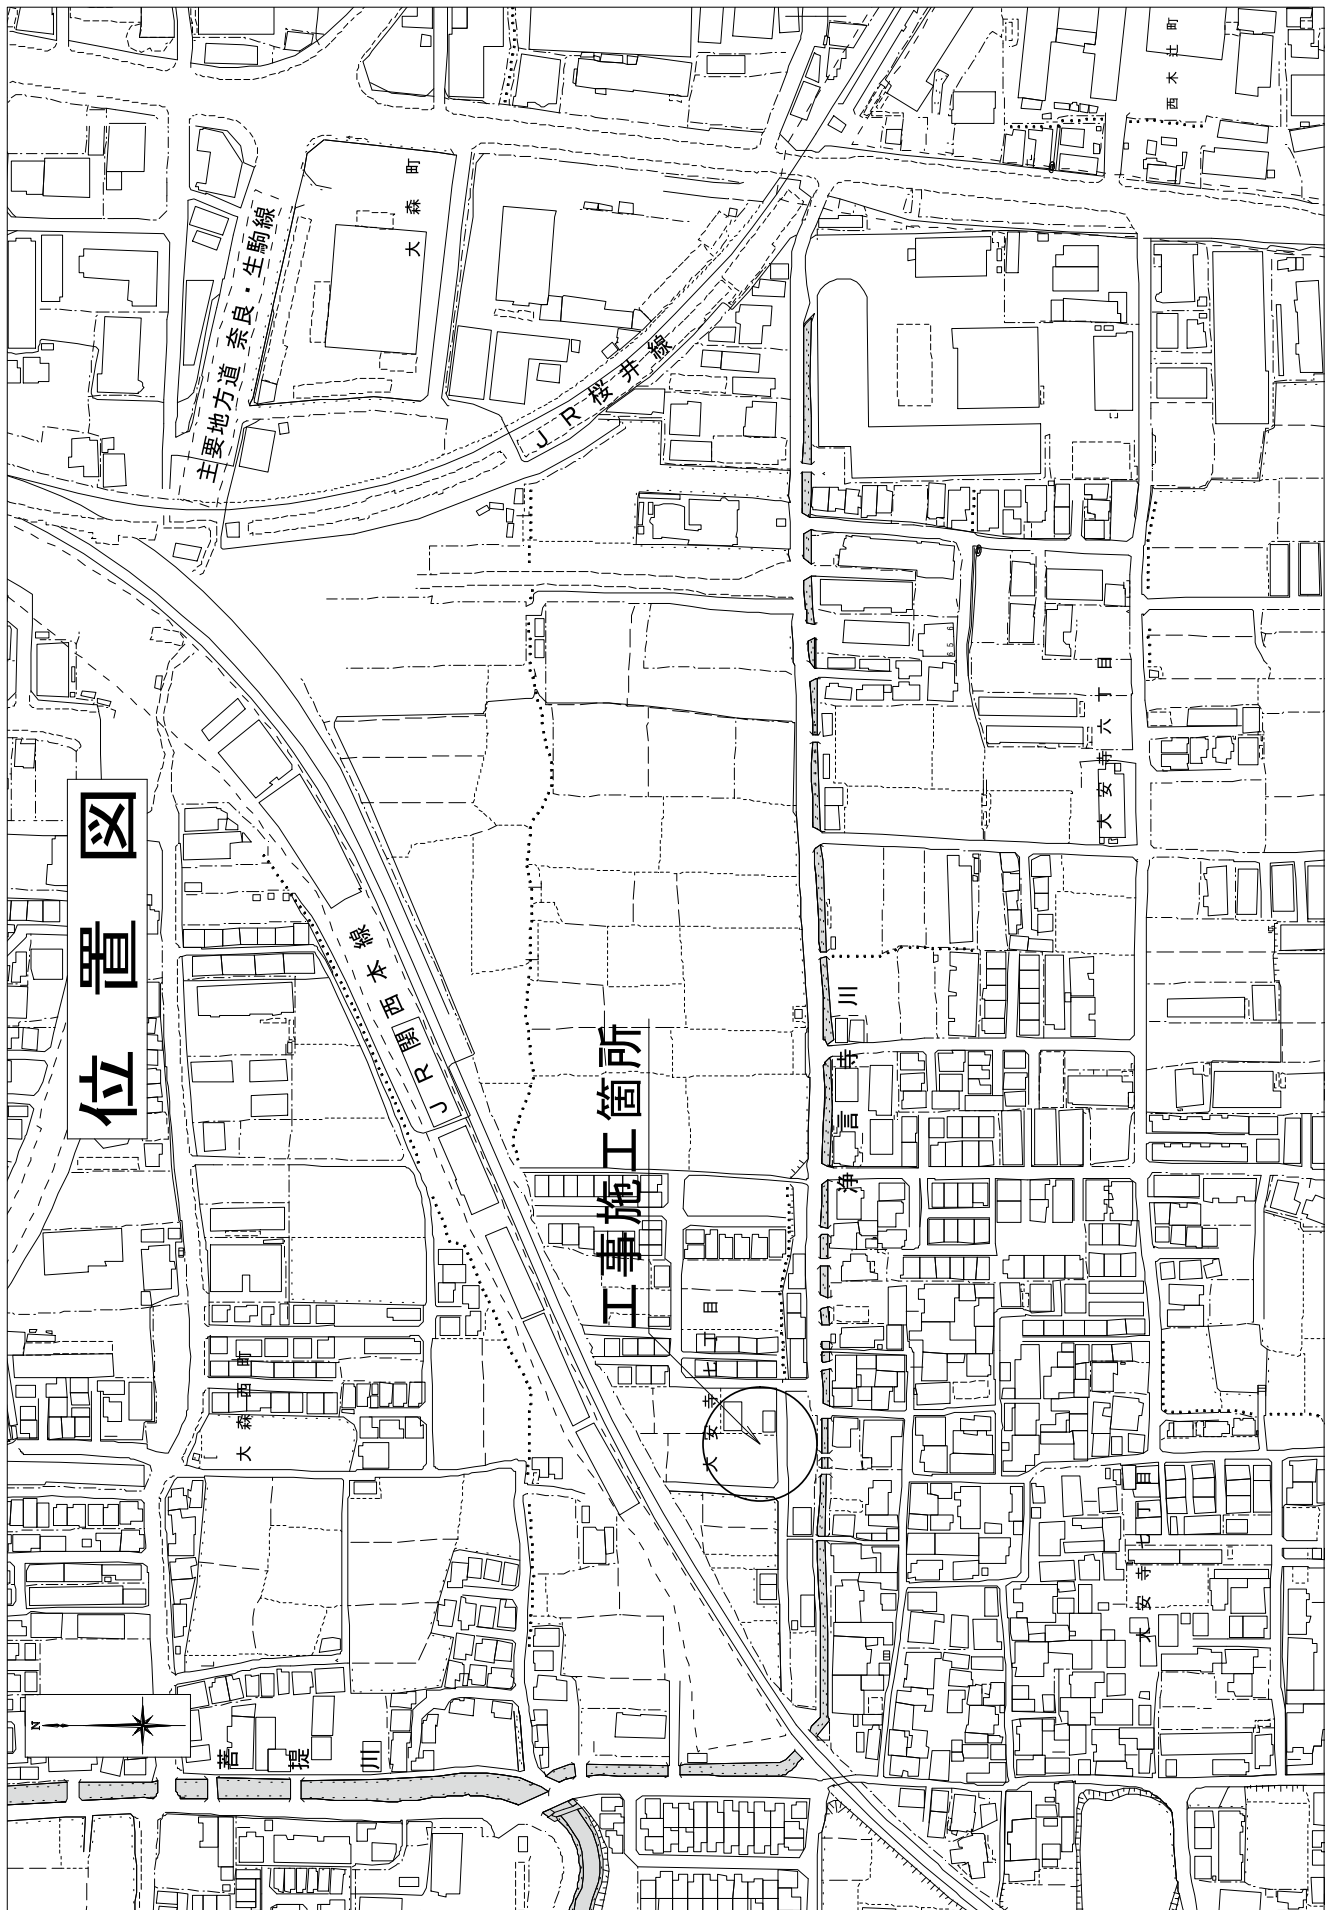 位置図
主要地方道 奈良・生駒線
大森町
西木辻町
JR桜井線
JR関西本線
工事施工箇所
大安寺六丁目
浄言寺川
大安寺七丁目
大森西町
大安寺七丁目
菩提川
N